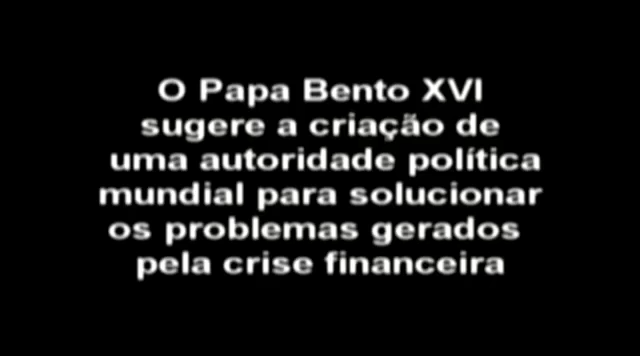 O Papa Bento XVI
sugere a criação de
uma autoridade política
mundial para solucionar
os problemas gerados
pela crise financeira